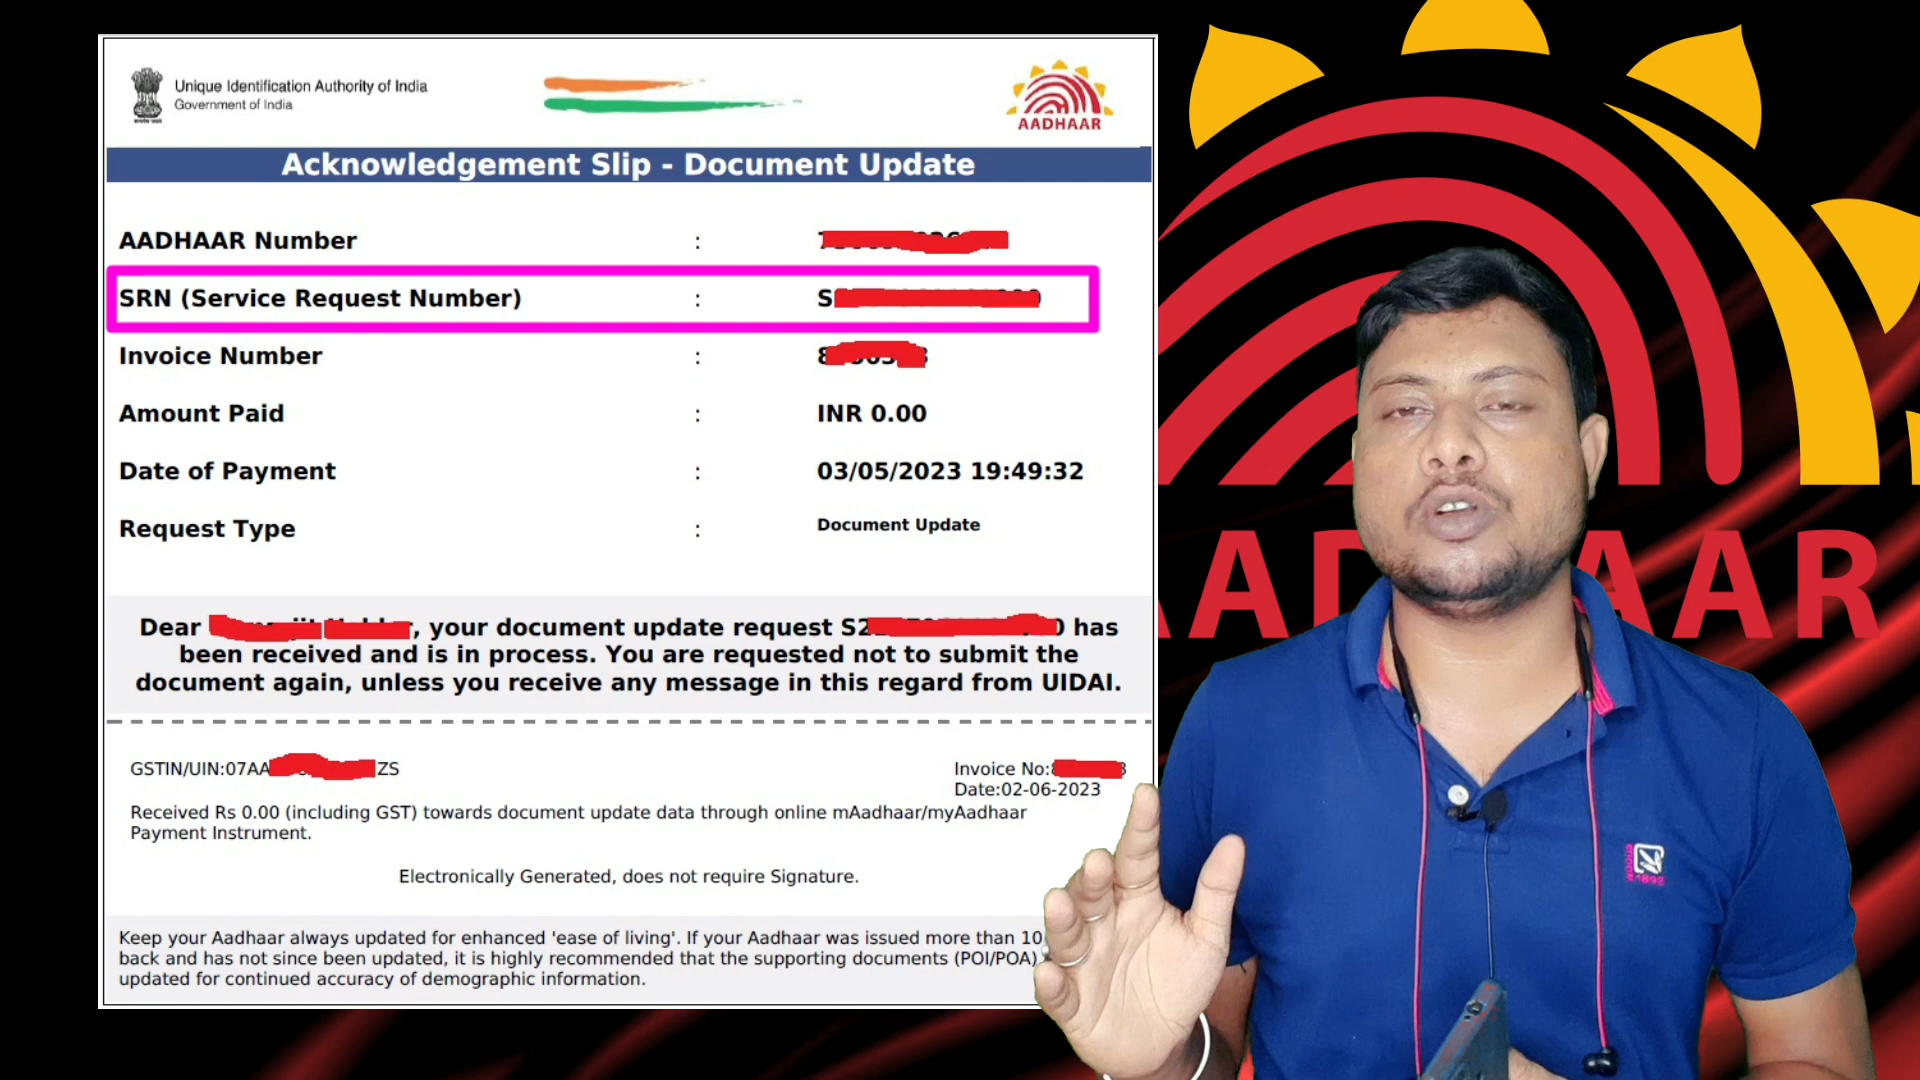 Unique Identification Authority of India
Government of India
AADHAAR
Acknowledgement Slip - Document Update
AADHAAR Number :
SRN (Service Request Number) : S
Invoice Number : 8
Amount Paid : INR 0.00
Date of Payment : 03/05/2023 19:49:32
Request Type : Document Update
Dear , your document update request S2 0 has
been received and is in process. You are requested not to submit the
document again, unless you receive any message in this regard from UIDAI.
GSTIN/UIN:07AA ZS
Invoice No:
Date:02-06-2023
Received Rs 0.00 (including GST) towards document update data through online mAadhaar/myAadhaar
Payment Instrument.
Electronically Generated, does not require Signature.
Keep your Aadhaar always updated for enhanced 'ease of living'. If your Aadhaar was issued more than 10
back and has not since been updated, it is highly recommended that the supporting documents (POI/POA)
updated for continued accuracy of demographic information.
AADHAAR